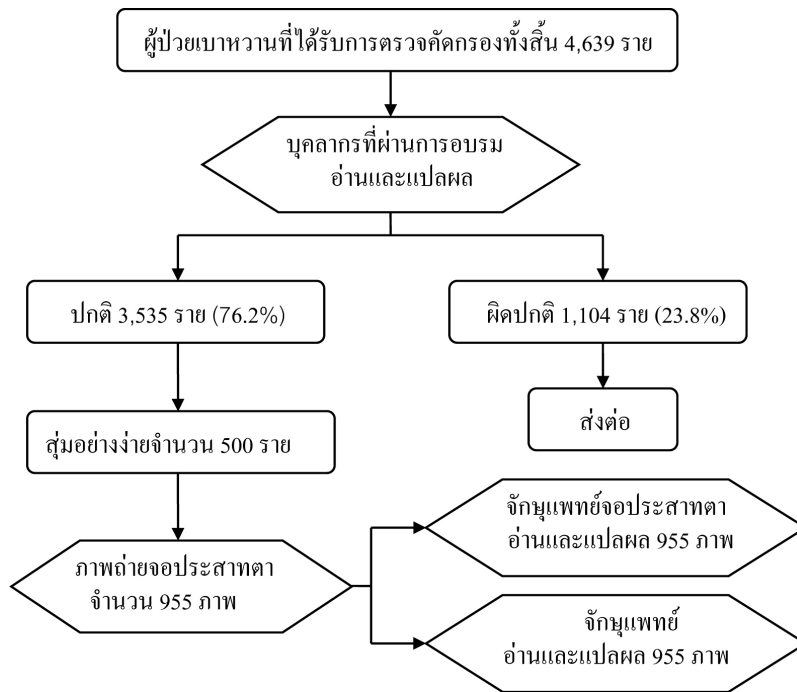 ผู้ป่วยเบาหวานที่ได้รับการตรวจคัดกรองทั้งสิ้น 4,639 ราย
บุคลากรที่ผ่านการอบรม
อ่านและแปลผล
ปกติ 3,535 ราย (76.2%)
ผิดปกติ 1,104 ราย (23.8%)
สุ่มอย่างง่ายจำนวน 500 ราย
ส่งต่อ
ภาพถ่ายจอประสาทตา
จำนวน 955 ภาพ
จักษุแพทย์จอประสาทตา
อ่านและแปลผล 955 ภาพ
จักษุแพทย์
อ่านและแปลผล 955 ภาพ